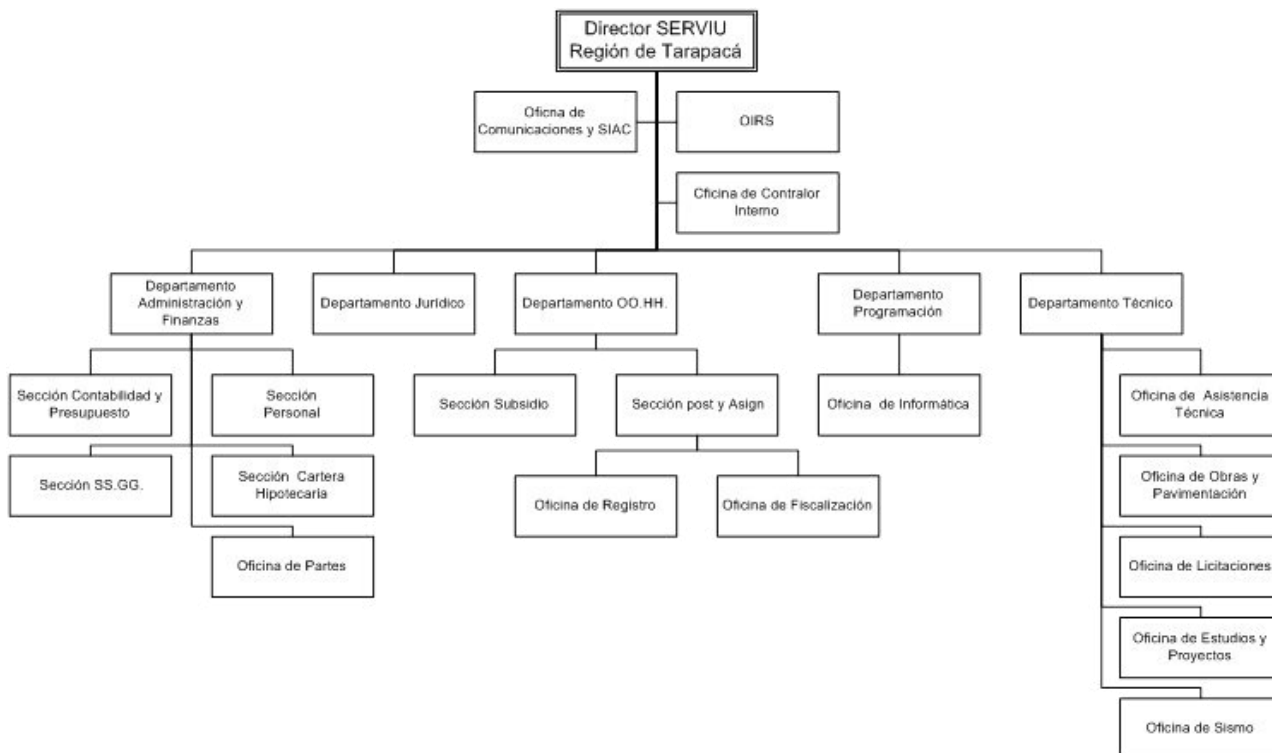 Director SERVIU
Región de Tarapacá
Oficna de
Comunicaciones y SIAC
OIRS
Cficina de Contralor
Interno
Departamento
Administración y
Finanzas
Departamento Jurídico
Departamento OO.HH.
Departamento
Programación
Departamento Técnico
Sección Contabilidad y
Presupuesto
Sección
Personal
Sección Subsidio
Sección post y Asign
Oficina de Informática
Oficina de Asistencia
Técnica
Sección SS.GG.
Sección Cartera
Hipotecaria
Oficina de Registro
Oficina de Fiscalización
Oficina de Obras y
Pavimentación
Oficina de Partes
Oficina de Licitaciones
Oficina de Estudios y
Proyectos
Oficina de Sismo